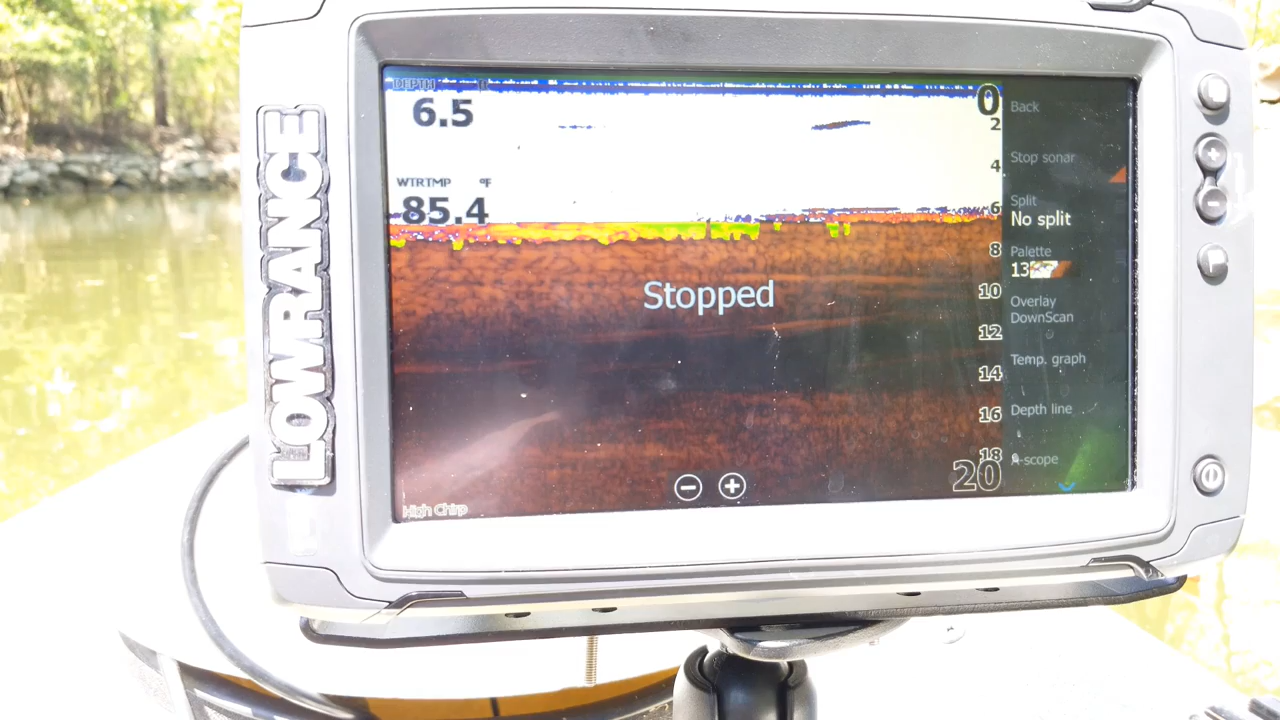 LOWRANCE
DEPTH ft
6.5
WTRTMP °F
85.4
Stopped
High Chirp
0
2
4
6
8
10
12
14
16
18
20
Back
Stop sonar
Split
No split
Palette
13
Overlay
DownScan
Temp. graph
Depth line
A-scope